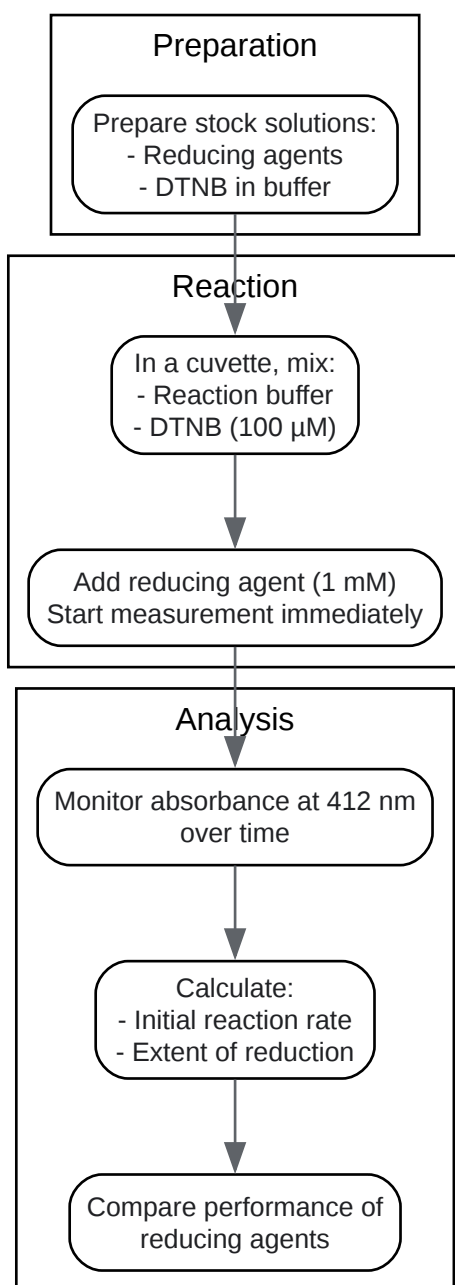 Preparation
Prepare stock solutions:
- Reducing agents
- DTNB in buffer
Reaction
In a cuvette, mix:
- Reaction buffer
- DTNB (100 µM)
Add reducing agent (1 mM)
Start measurement immediately
Analysis
Monitor absorbance at 412 nm
over time
Calculate:
- Initial reaction rate
- Extent of reduction
Compare performance of
reducing agents